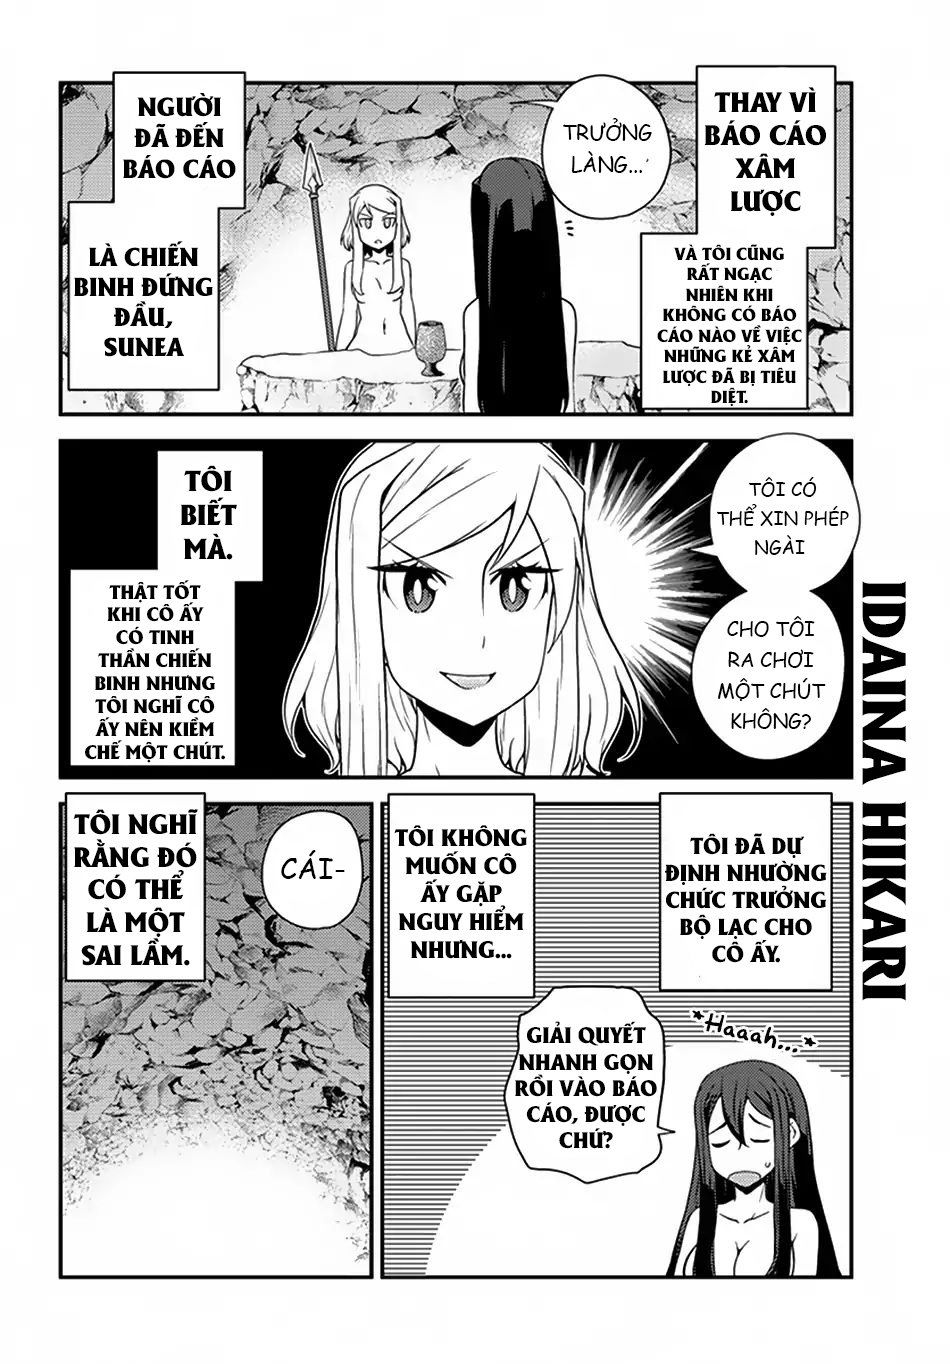 THAY VÌ
BÁO CÁO
XÂM
LƯỢC
VÀ TÔI CŨNG
RẤT NGẠC
NHIÊN KHI
KHÔNG CÓ BÁO
CÁO NÀO VỀ VIỆC
NHỮNG KẺ XÂM
LƯỢC ĐÃ BỊ TIÊU
DIỆT.
TRƯỞNG
LÀNG...
NGƯỜI
ĐÃ ĐẾN
BÁO CÁO
LÀ CHIẾN
BINH ĐỨNG
ĐẦU,
SUNEA
TÔI CÓ
THỂ XIN PHÉP
NGÀI
CHO TÔI
RA CHƠI
MỘT CHÚT
KHÔNG?
TÔI
BIẾT
MÀ.
THẬT TỐT
KHI CÔ ẤY
CÓ TINH
THẦN CHIẾN
BINH NHƯNG
TÔI NGHĨ CÔ
ẤY NÊN KIỀM
CHẾ MỘT CHÚT.
TÔI ĐÃ DỰ
ĐỊNH NHƯỜNG
CHỨC TRƯỞNG
BỘ LẠC CHO
CÔ ẤY.
TÔI KHÔNG
MUỐN CÔ
ẤY GẶP
NGUY HIỂM
NHƯNG...
*Haaah...*
GIẢI QUYẾT
NHANH GỌN
RỒI VÀO BÁO
CÁO, ĐƯỢC
CHỨ?
CÁI-
TÔI NGHĨ
RẰNG ĐÓ
CÓ THỂ
LÀ MỘT
SAI LẦM.
IDAINA HIKARI